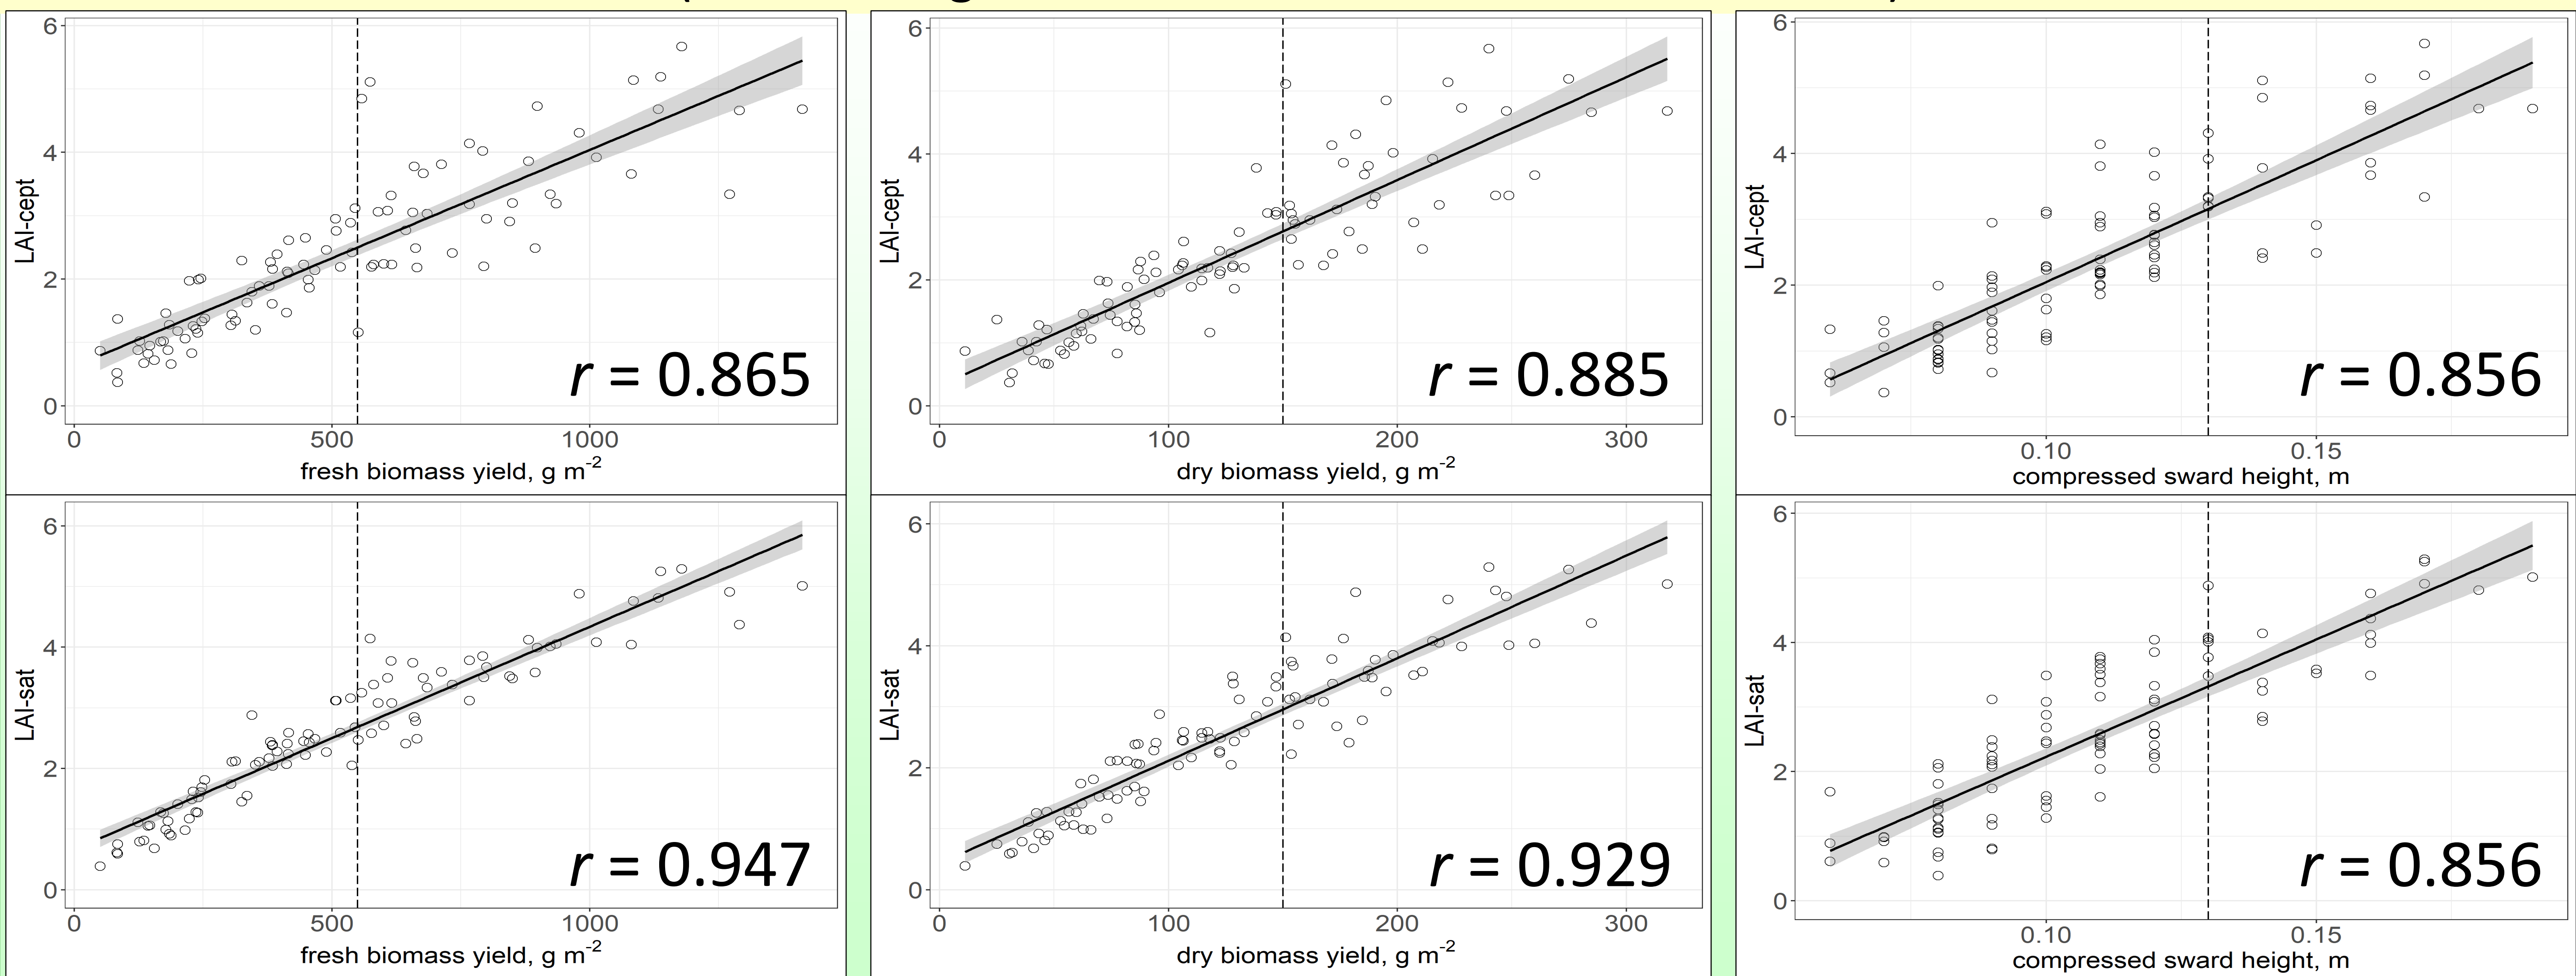 6
4
2
0
LAI-cept
r = 0.865
0 500 1000
fresh biomass yield, g m-2
6
4
2
0
LAI-cept
r = 0.885
0 100 200 300
dry biomass yield, g m-2
6
4
2
0
LAI-cept
r = 0.856
0.10 0.15
compressed sward height, m
6
4
2
0
LAI-sat
r = 0.947
0 500 1000
fresh biomass yield, g m-2
6
4
2
0
LAI-sat
r = 0.929
0 100 200 300
dry biomass yield, g m-2
6
4
2
0
LAI-sat
r = 0.856
0.10 0.15
compressed sward height, m